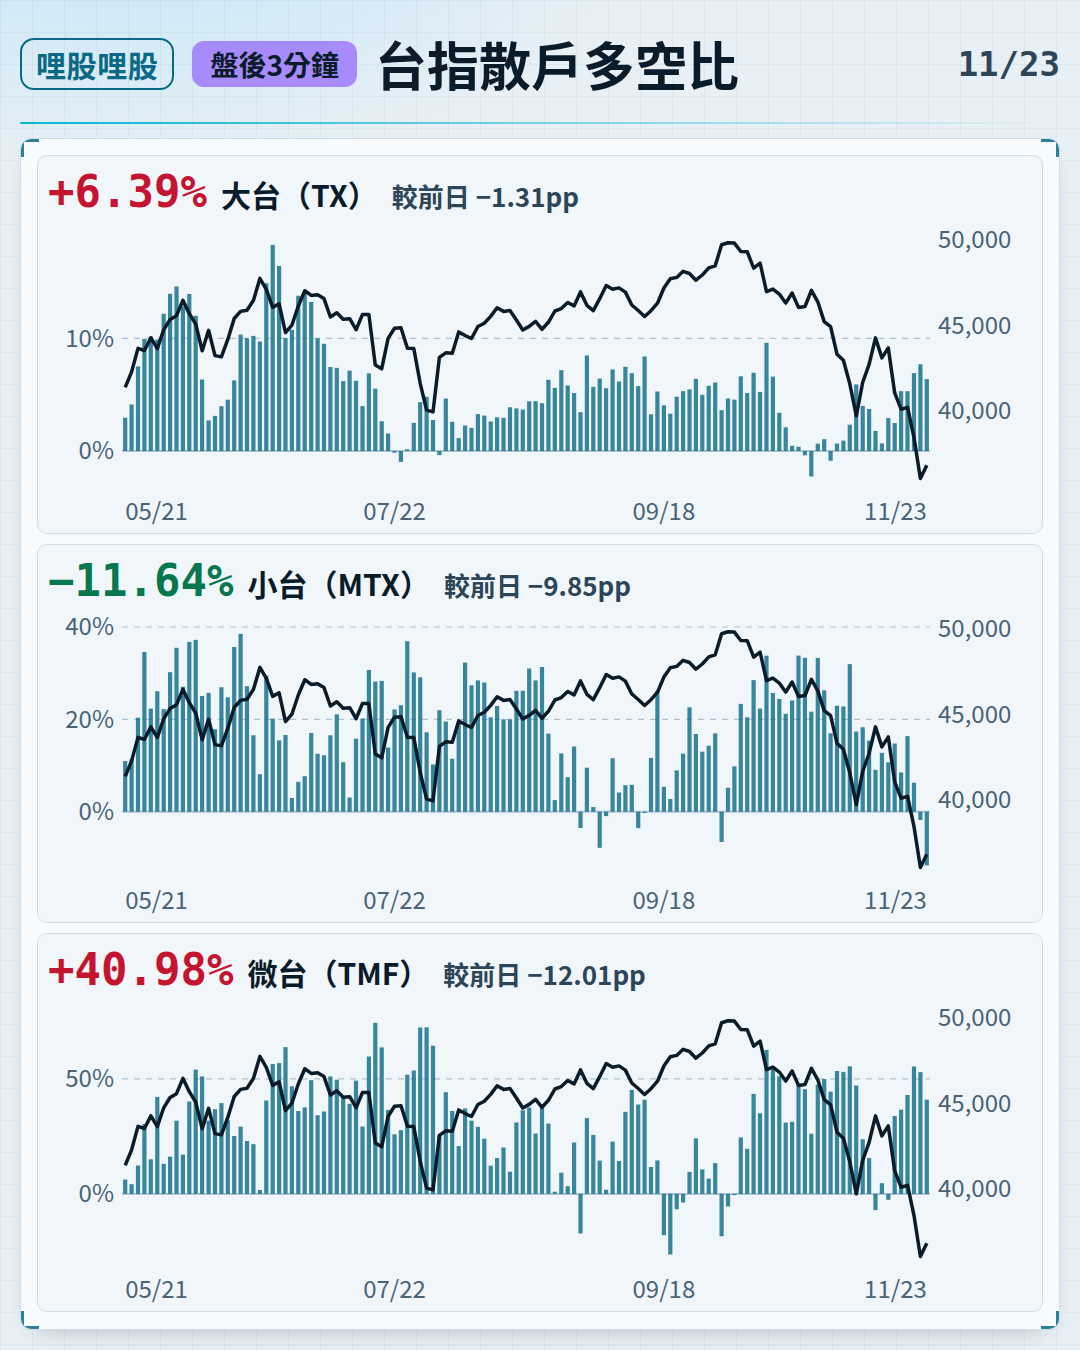 哩股哩股 盤後3分鐘 台指散戶多空比 11/23
+6.39% 大台（TX） 較前日 −1.31pp
50,000
45,000
10%
40,000
0%
05/21 07/22 09/18 11/23
−11.64% 小台（MTX） 較前日 −9.85pp
40% 50,000
20% 45,000
0% 40,000
05/21 07/22 09/18 11/23
+40.98% 微台（TMF） 較前日 −12.01pp
50,000
50%
45,000
0% 40,000
05/21 07/22 09/18 11/23